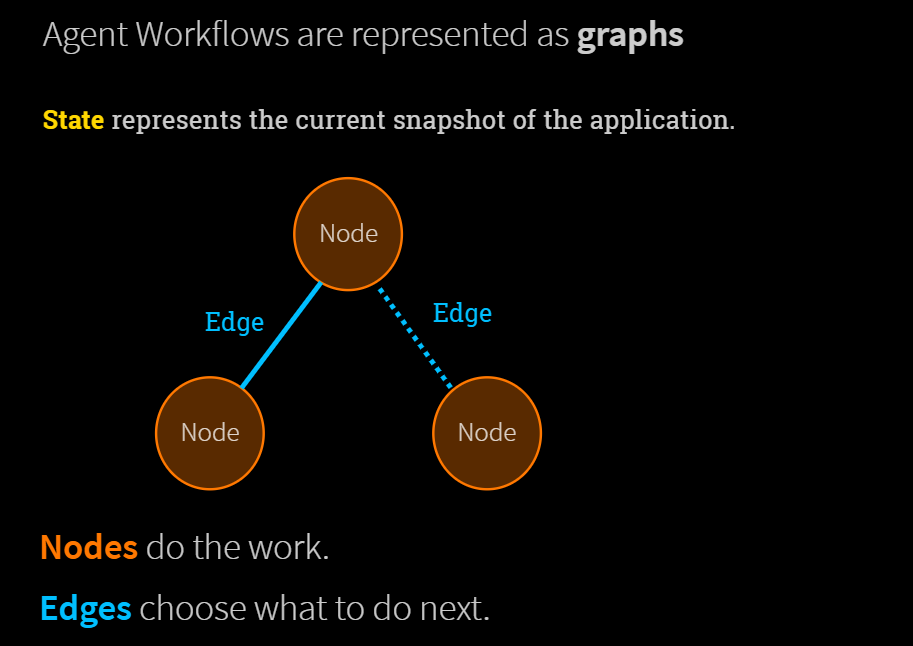 Agent Workflows are represented as graphs
State represents the current snapshot of the application.
Node
Edge
Edge
Node
Node
Nodes do the work.
Edges choose what to do next.